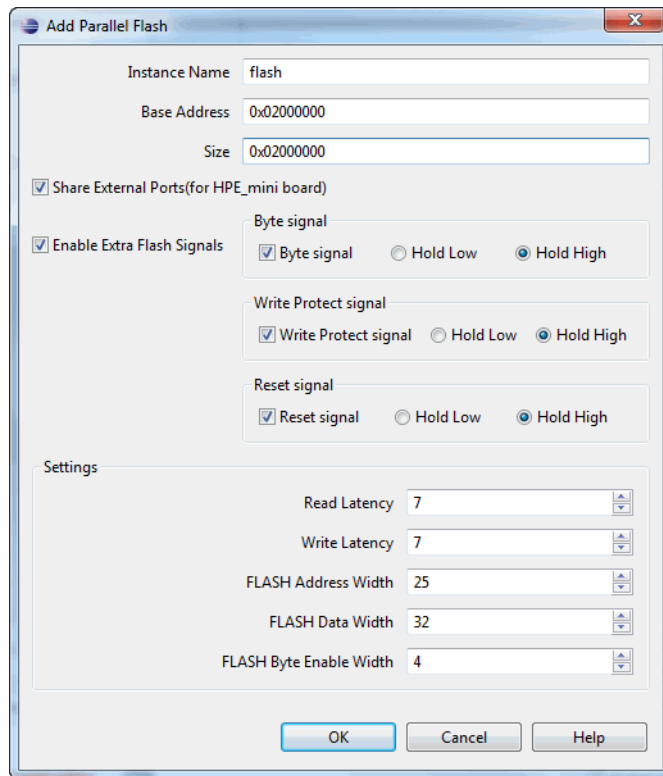 Add Parallel Flash
Instance Name flash
Base Address 0x02000000
Size 0x02000000
Share External Ports(for HPE_mini board)
Enable Extra Flash Signals
Byte signal
Byte signal Hold Low Hold High
Write Protect signal
Write Protect signal Hold Low Hold High
Reset signal
Reset signal Hold Low Hold High
Settings
Read Latency 7
Write Latency 7
FLASH Address Width 25
FLASH Data Width 32
FLASH Byte Enable Width 4
OK Cancel Help